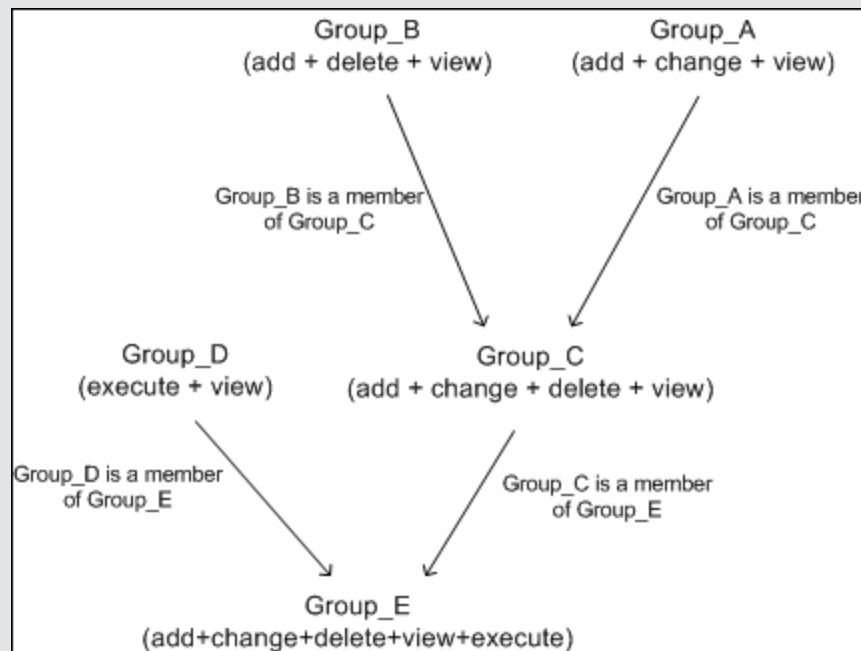 Group_B
(add + delete + view)
Group_A
(add + change + view)
Group_B is a member
of Group_C
Group_A is a member
of Group_C
Group_D
(execute + view)
Group_C
(add + change + delete + view)
Group_D is a member
of Group_E
Group_C is a member
of Group_E
Group_E
(add+change+delete+view+execute)